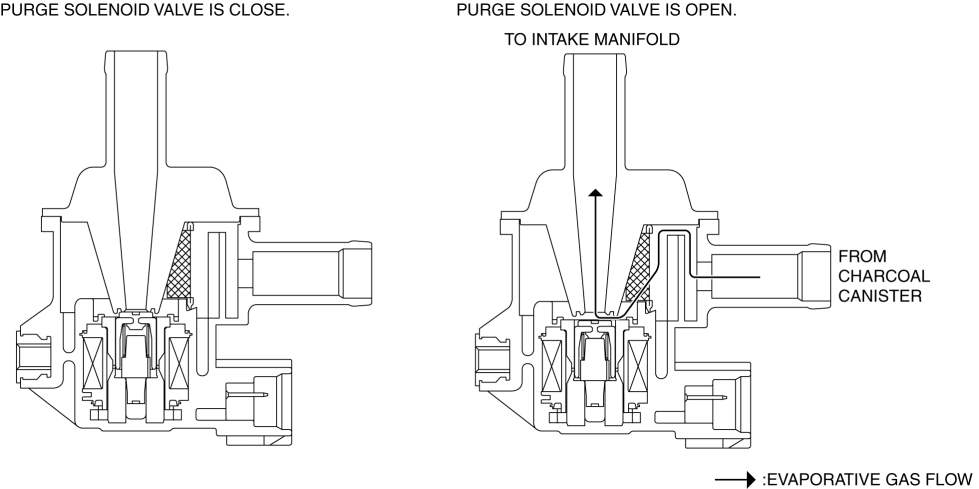 PURGE SOLENOID VALVE IS CLOSE.
PURGE SOLENOID VALVE IS OPEN.
TO INTAKE MANIFOLD
FROM
CHARCOAL
CANISTER
:EVAPORATIVE GAS FLOW